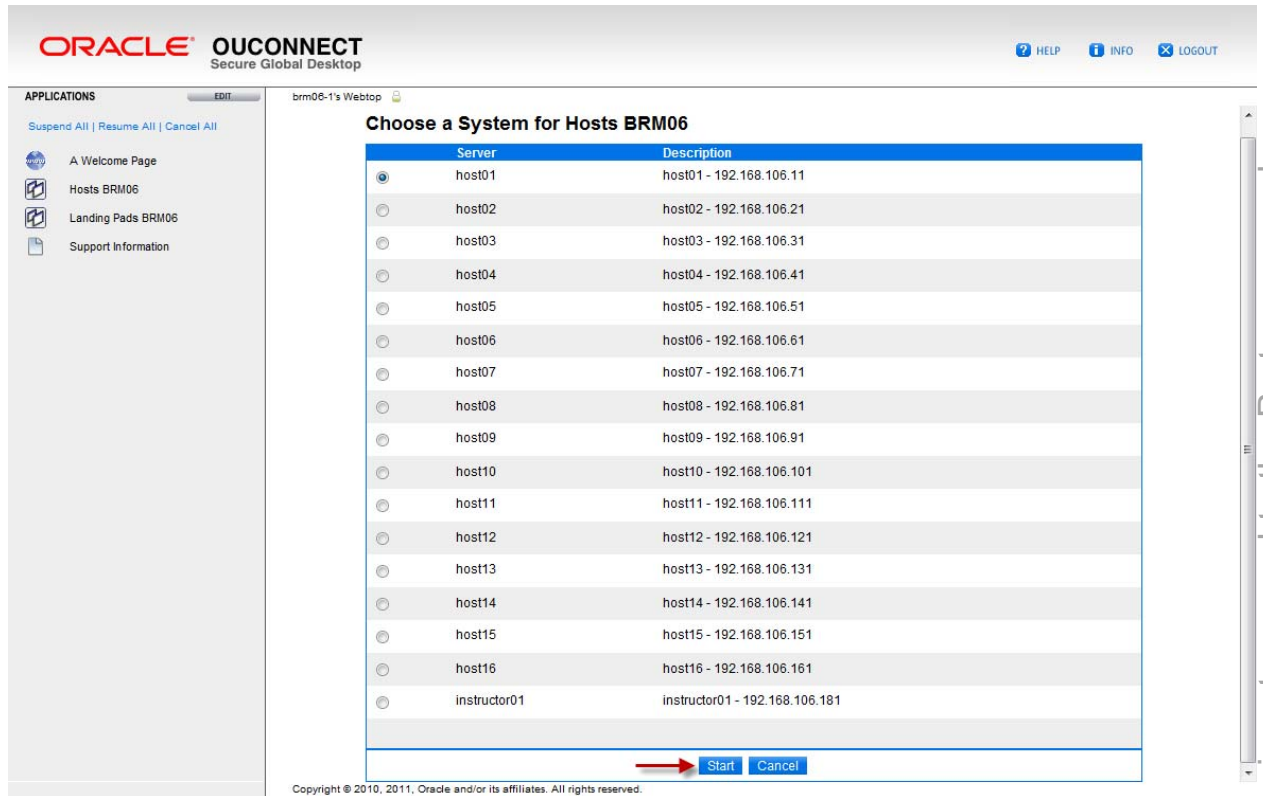 ORACLE OUCONNECT
Secure Global Desktop
HELP INFO LOGOUT
APPLICATIONS EDIT
brm06-1's Webtop
Suspend All | Resume All | Cancel All
A Welcome Page
Hosts BRM06
Landing Pads BRM06
Support Information
Choose a System for Hosts BRM06
Server Description
host01 host01 - 192.168.106.11
host02 host02 - 192.168.106.21
host03 host03 - 192.168.106.31
host04 host04 - 192.168.106.41
host05 host05 - 192.168.106.51
host06 host06 - 192.168.106.61
host07 host07 - 192.168.106.71
host08 host08 - 192.168.106.81
host09 host09 - 192.168.106.91
host10 host10 - 192.168.106.101
host11 host11 - 192.168.106.111
host12 host12 - 192.168.106.121
host13 host13 - 192.168.106.131
host14 host14 - 192.168.106.141
host15 host15 - 192.168.106.151
host16 host16 - 192.168.106.161
instructor01 instructor01 - 192.168.106.181
Start Cancel
Copyright © 2010, 2011, Oracle and/or its affiliates. All rights reserved.